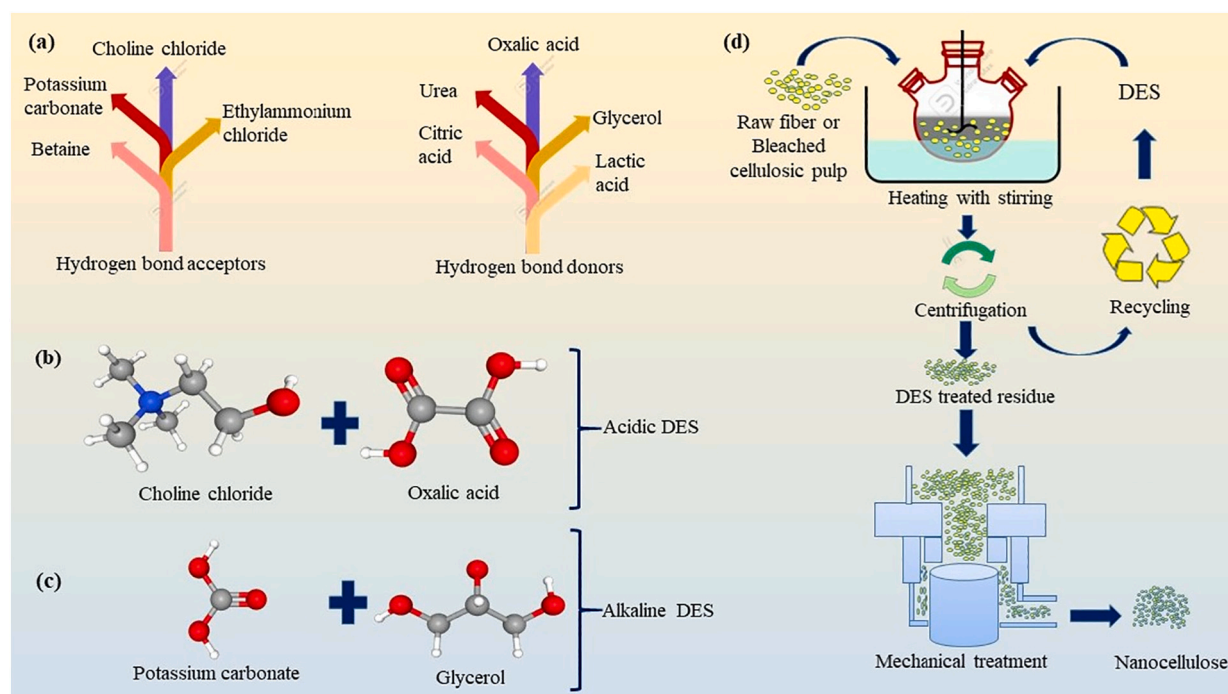 (a)
Choline chloride
Potassium
carbonate
Ethylammonium
chloride
Betaine
Hydrogen bond acceptors
Oxalic acid
Urea
Glycerol
Citric
acid
Lactic
acid
Hydrogen bond donors
(b)
Choline chloride
Oxalic acid
Acidic DES
(c)
Potassium carbonate
Glycerol
Alkaline DES
(d)
Raw fiber or
Bleached
cellulosic pulp
DES
Heating with stirring
Centrifugation
Recycling
DES treated residue
Mechanical treatment
Nanocellulose